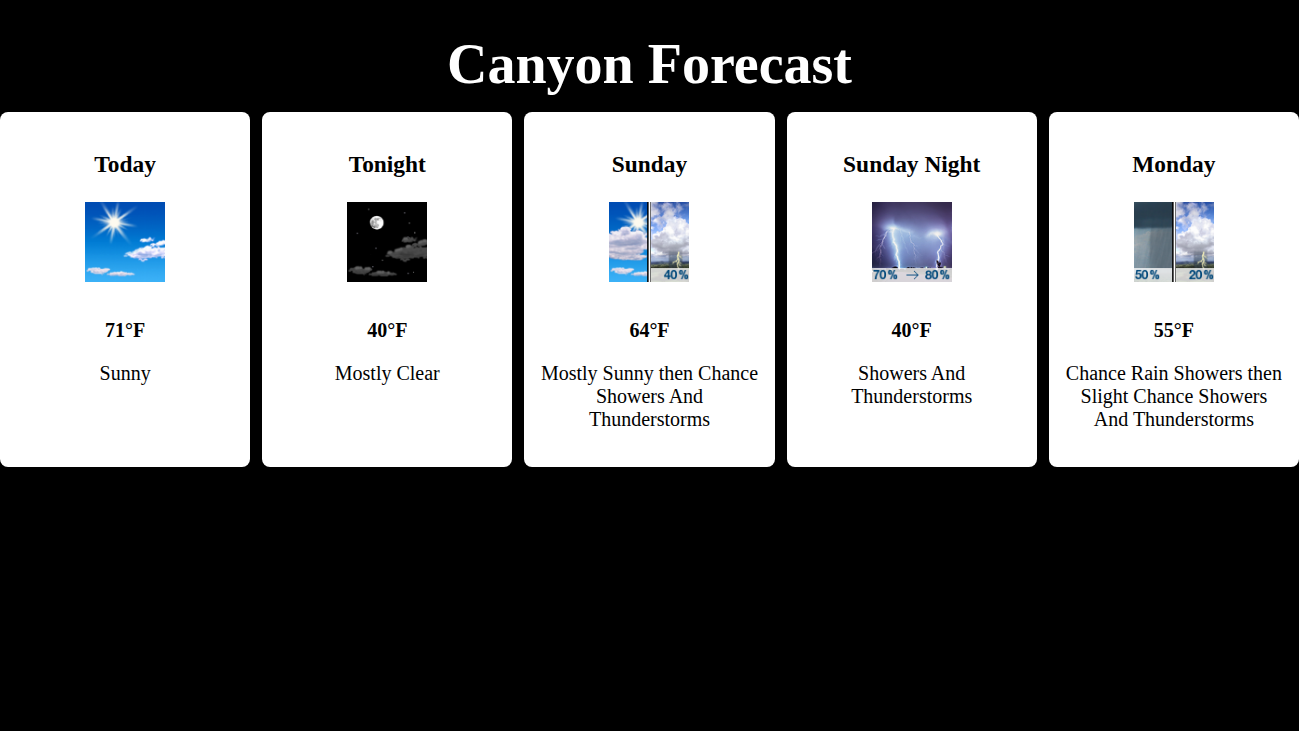 Canyon Forecast
Today
Tonight
Sunday
Sunday Night
Monday
40%
70% → 80%
50%
20%
71°F
40°F
64°F
40°F
55°F
Sunny
Mostly Clear
Mostly Sunny then Chance
Showers And
Thunderstorms
Showers And
Thunderstorms
Chance Rain Showers then
Slight Chance Showers
And Thunderstorms